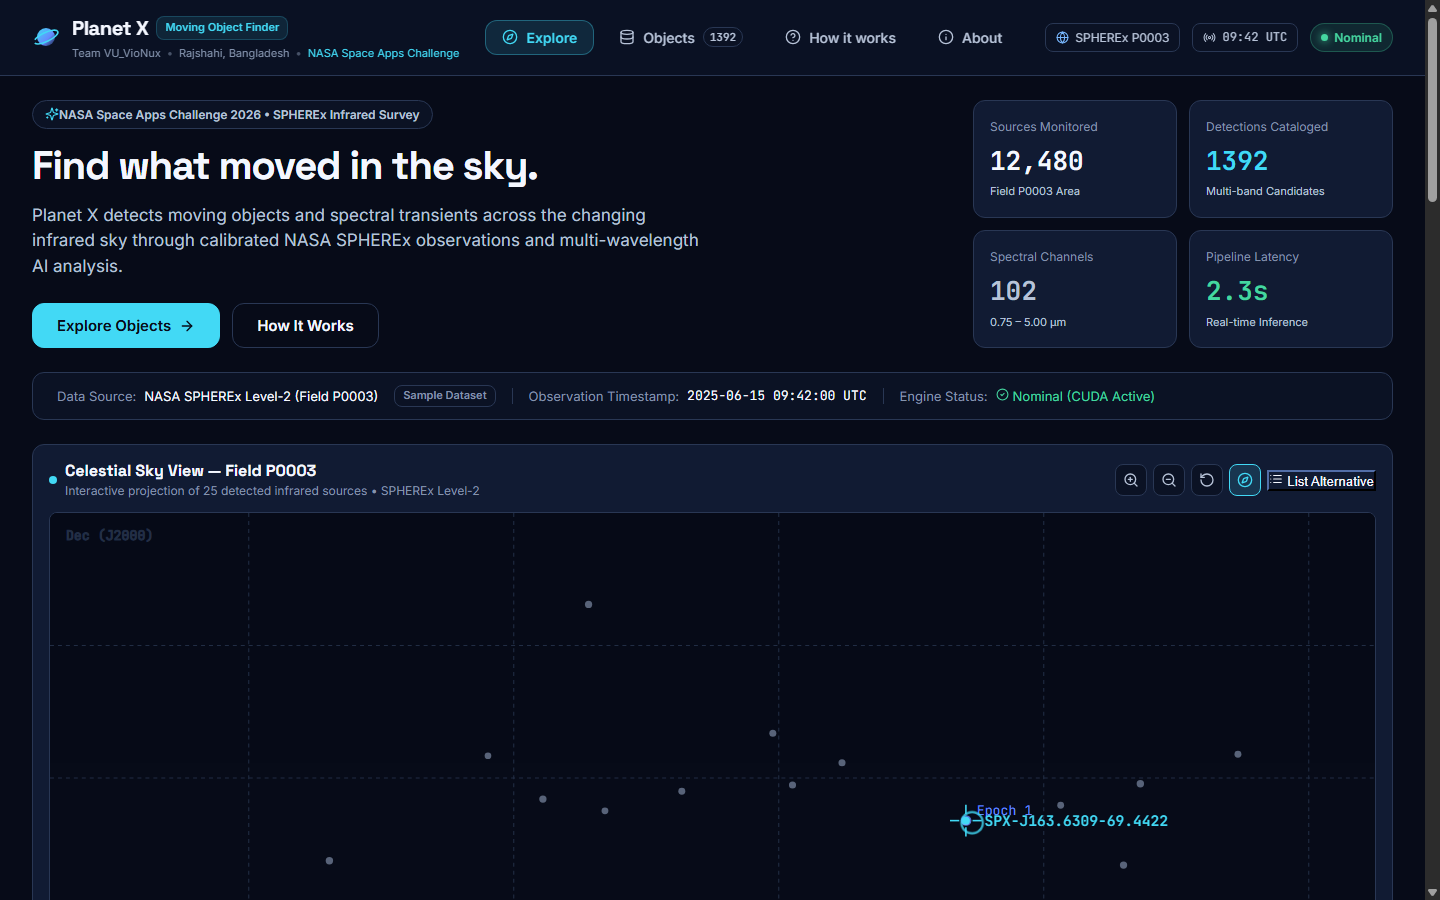 Planet X Moving Object Finder
Team VU_VioNux • Rajshahi, Bangladesh • NASA Space Apps Challenge
Explore
Objects 1392
How it works
About
SPHEREx P0003
09:42 UTC
Nominal
NASA Space Apps Challenge 2026 • SPHEREx Infrared Survey
Find what moved in the sky.
Planet X detects moving objects and spectral transients across the changing
infrared sky through calibrated NASA SPHEREx observations and multi-wavelength
AI analysis.
Explore Objects →
How It Works
Sources Monitored
12,480
Field P0003 Area
Detections Cataloged
1392
Multi-band Candidates
Spectral Channels
102
0.75 – 5.00 µm
Pipeline Latency
2.3s
Real-time Inference
Data Source: NASA SPHEREx Level-2 (Field P0003) Sample Dataset
Observation Timestamp: 2025-06-15 09:42:00 UTC
Engine Status: Nominal (CUDA Active)
Celestial Sky View — Field P0003
Interactive projection of 25 detected infrared sources • SPHEREx Level-2
List Alternative
Dec (J2000)
Epoch 1
SPX-J163.6309-69.4422